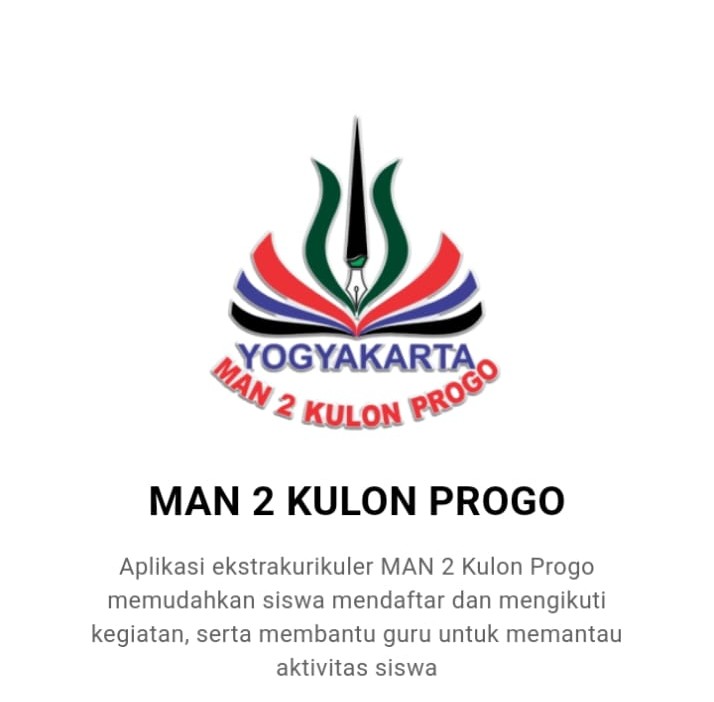 YOGYAKARTA
MAN 2 KULON PROGO
MAN 2 KULON PROGO
Aplikasi ekstrakurikuler MAN 2 Kulon Progo
memudahkan siswa mendaftar dan mengikuti
kegiatan, serta membantu guru untuk memantau
aktivitas siswa